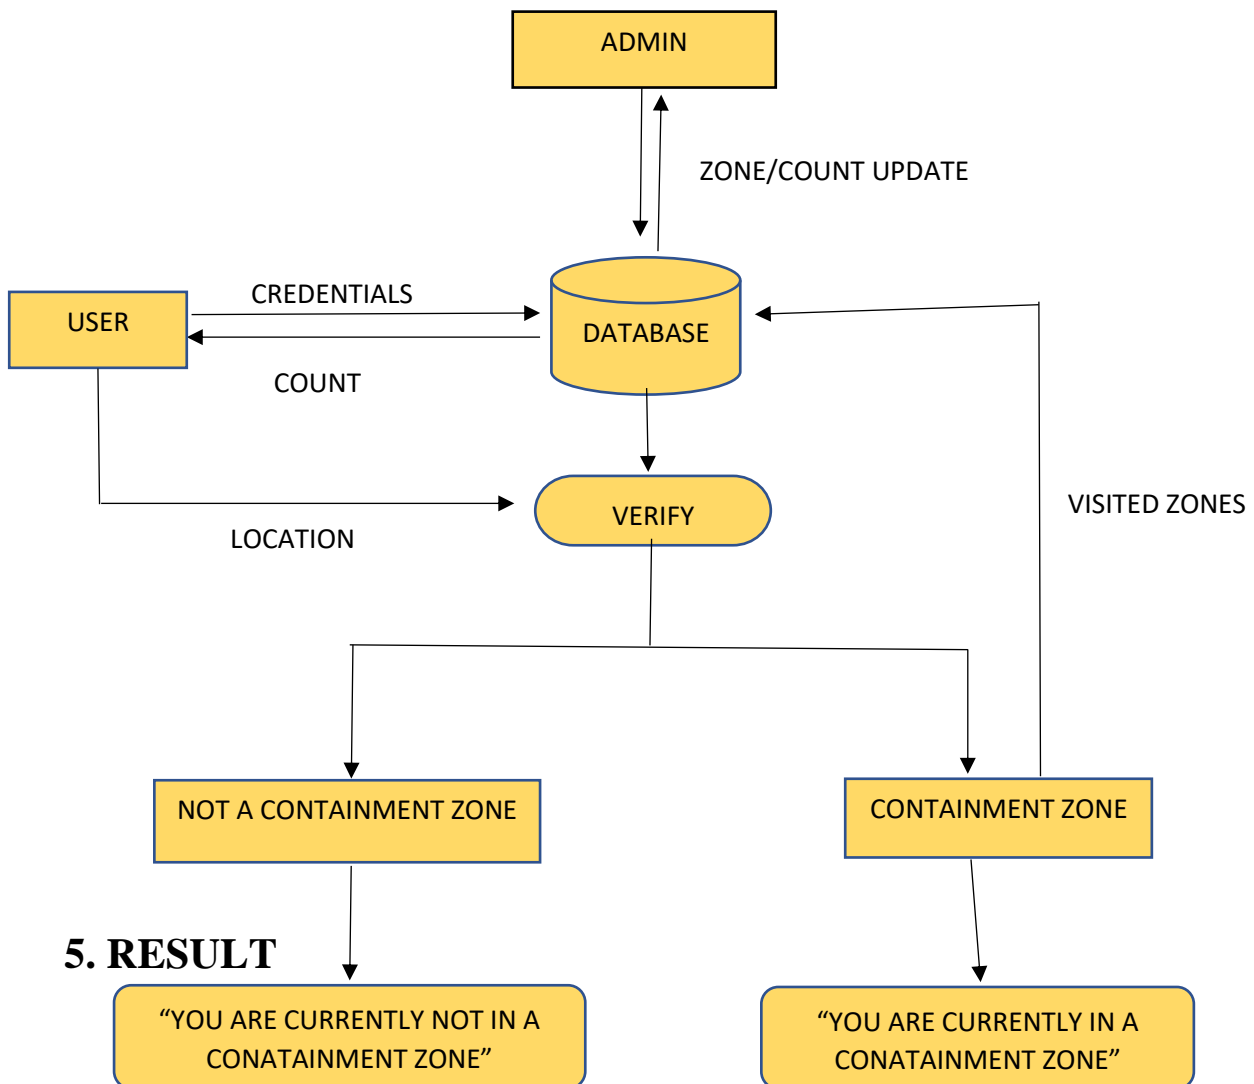 ADMIN
ZONE/COUNT UPDATE
CREDENTIALS
USER
DATABASE
COUNT
VISITED ZONES
VERIFY
LOCATION
NOT A CONTAINMENT ZONE
CONTAINMENT ZONE
5. RESULT
“YOU ARE CURRENTLY NOT IN A
CONATAINMENT ZONE”
“YOU ARE CURRENTLY IN A
CONATAINMENT ZONE”